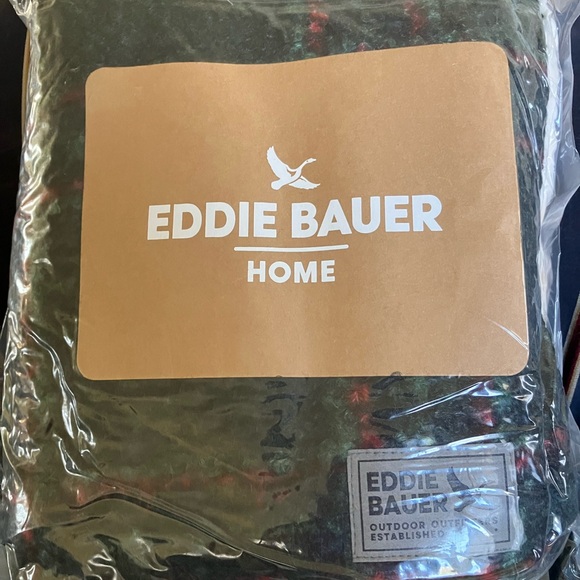 EDDIE BAUER
HOME
EDDIE
BAUER
OUTDOOR
ESTABLISHED